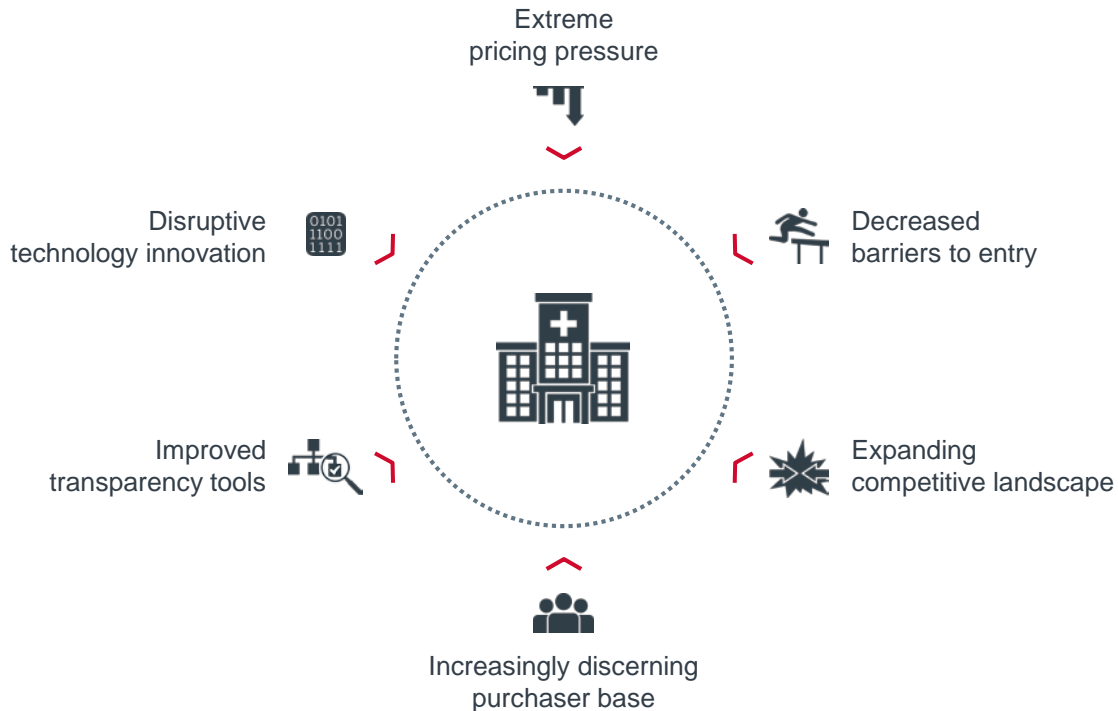 Extreme
pricing pressure
Disruptive
technology innovation
0101
1100
1111
Decreased
barriers to entry
Improved
transparency tools
Expanding
competitive landscape
Increasingly discerning
purchaser base